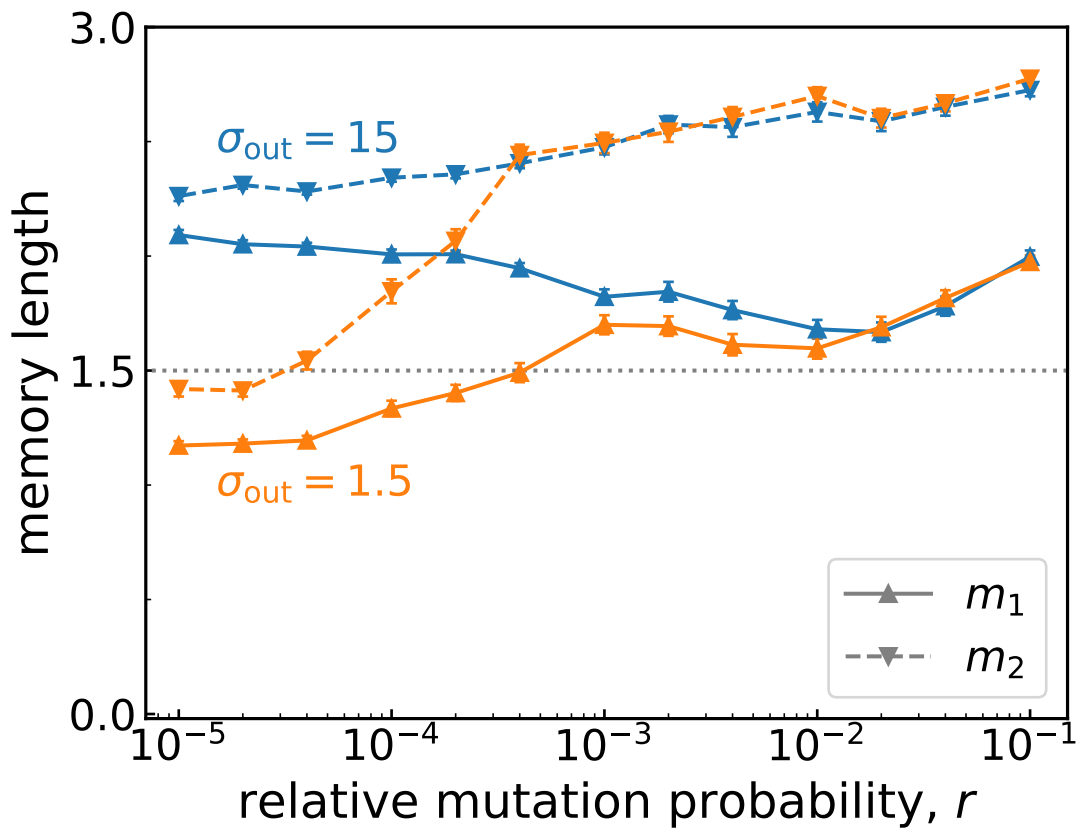 3.0
σout = 15
memory length
1.5
σout = 1.5
m1
m2
0.0
10−5 10−4 10−3 10−2 10−1
relative mutation probability, r